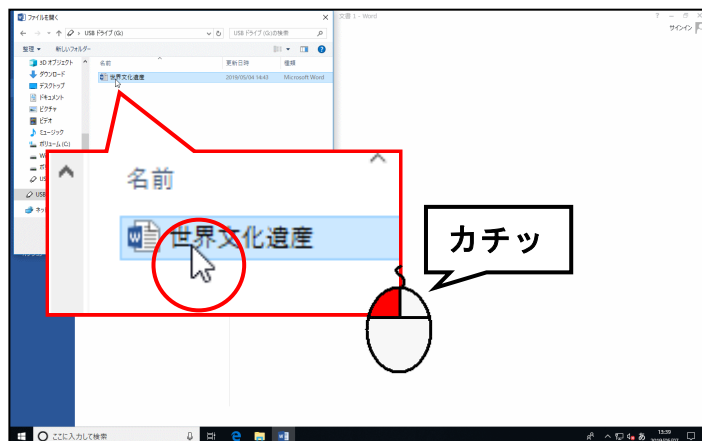 ファイルを開く
文書 1 - Word
サインイン
USB ドライブ (G:)
USB ドライブ (G:)の検索
整理
新しいフォルダー
3D オブジェクト
ダウンロード
デスクトップ
ドキュメント
ピクチャ
ビデオ
ミュージック
ボリューム (C:)
名前
更新日時
種類
世界文化遺産
2019/05/04 14:43
Microsoft Word
名前
世界文化遺産
カチッ
ここに入力して検索
あ
13:39
2019/05/07